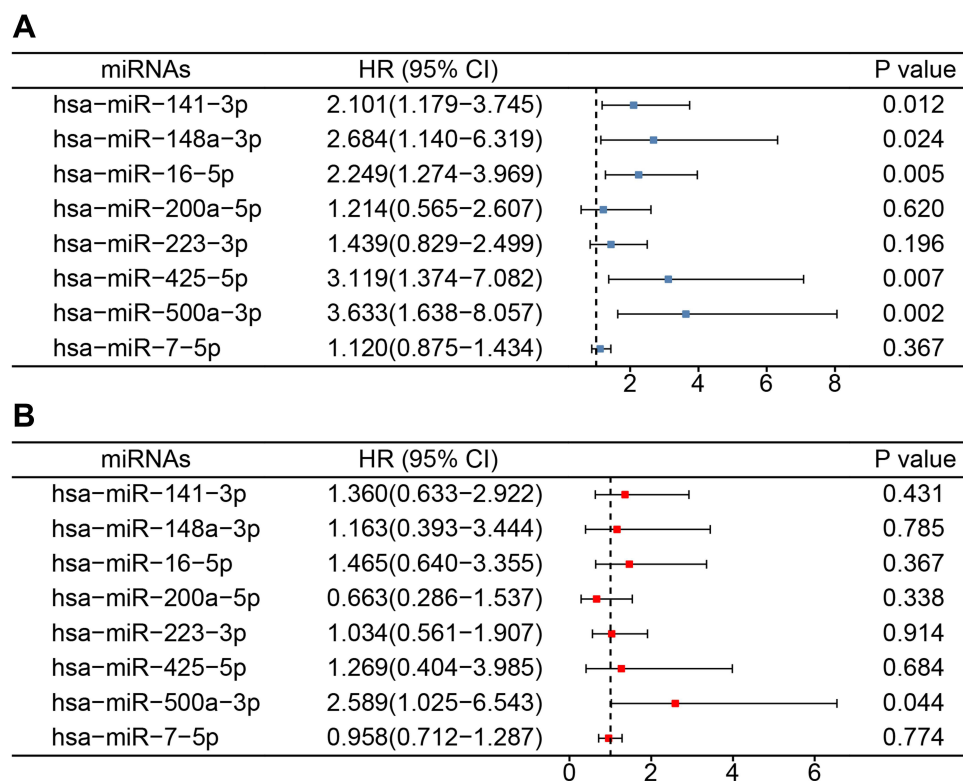 A
miRNAs HR (95% CI) P value
hsa−miR−141−3p 2.101(1.179−3.745) 0.012
hsa−miR−148a−3p 2.684(1.140−6.319) 0.024
hsa−miR−16−5p 2.249(1.274−3.969) 0.005
hsa−miR−200a−5p 1.214(0.565−2.607) 0.620
hsa−miR−223−3p 1.439(0.829−2.499) 0.196
hsa−miR−425−5p 3.119(1.374−7.082) 0.007
hsa−miR−500a−3p 3.633(1.638−8.057) 0.002
hsa−miR−7−5p 1.120(0.875−1.434) 0.367
2 4 6 8
B
miRNAs HR (95% CI) P value
hsa−miR−141−3p 1.360(0.633−2.922) 0.431
hsa−miR−148a−3p 1.163(0.393−3.444) 0.785
hsa−miR−16−5p 1.465(0.640−3.355) 0.367
hsa−miR−200a−5p 0.663(0.286−1.537) 0.338
hsa−miR−223−3p 1.034(0.561−1.907) 0.914
hsa−miR−425−5p 1.269(0.404−3.985) 0.684
hsa−miR−500a−3p 2.589(1.025−6.543) 0.044
hsa−miR−7−5p 0.958(0.712−1.287) 0.774
0 2 4 6